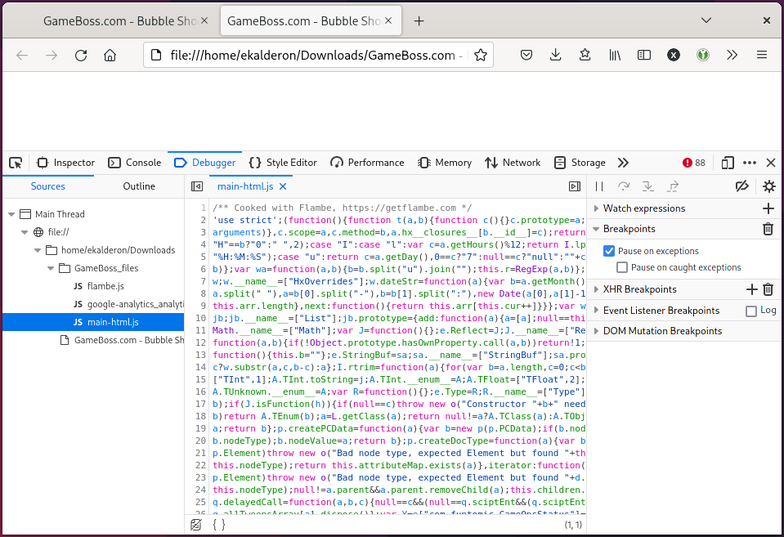 GameBoss.com - Bubble Sho
GameBoss.com - Bubble Sho
file:///home/ekalderon/Downloads/GameBoss.com -
Inspector
Console
Debugger
Style Editor
Performance
Memory
Network
Storage
88
Sources
Outline
main-html.js
Main Thread
file://
home/ekalderon/Downloads
GameBoss_files
flambe.js
google-analytics_analyti
main-html.js
GameBoss.com - Bubble Sh
1 /** Cooked with Flambe, https://getflambe.com */
2 'use strict';(function(){function t(a,b){function c(){}c.prototype=a;
3 arguments)},c.scope=a,c.method=b,a.hx__closures__[b.__id__]=c);return
4 "H"==b?"0":" ",2);case "I":case "l":var c=a.getHours()%12;return I.lp
5 "%H:%M:%S");case "u":return c=a.getDay(),0==c?"7":null==c?"null":""+c
6 b)};var wa=function(a,b){b=b.split("u").join("");this.r=RegExp(a,b)};
7 w;w.__name__=["HxOverrides"];w.dateStr=function(a){var b=a.getMonth()
8 a.split(" "),a=b[0].split("-"),b=b[1].split(":"),new Date(a[0],a[1]-1
9 this.arr.length},next:function(){return this.arr[this.cur++]}}};var w
10 jb;jb.__name__=["List"];jb.prototype={add:function(a){a=[a];null==this
11 Math.__name__=["Math"];var J=function(){};e.Reflect=J;J.__name__=["Re
12 function(a,b){if(!Object.prototype.hasOwnProperty.call(a,b))return!1;
13 function(){this.b=""};e.StringBuf=sa;sa.__name__=["StringBuf"];sa.pro
14 c?w.substr(a,c,b-c):a};I.rtrim=function(a){for(var b=a.length,c=0;c<b
15 ["TInt",1];A.TInt.toString=j;A.TInt.__enum__=A;A.TFloat=["TFloat",2];
16 A.TUnknown.__enum__=A;var R=function(){};e.Type=R;R.__name__=["Type"]
17 b);if(J.isFunction(h)){if(null==c)throw new o("Constructor "+b+" need
18 b)return A.TEnum(b);a=L.getClass(a);return null!=a?A.TClass(a):A.TObj
19 a;return b};p.createPCData=function(a){var b=new p(p.PCData);if(b.nod
20 b.nodeType);b.nodeValue=a;return b};p.createDocType=function(a){var b
21 p.Element)throw new o("Bad node type, expected Element but found "+th
22 this.nodeType);return this.attributeMap.exists(a)},iterator:function(
23 p.Element)throw new o("Bad node type, expected Element but found "+d.
24 this.nodeType);null!=a.parent&&a.parent.removeChild(a);this.children.
25 q.delayedCall=function(a,b,c){null==c&&(null==q.sciptEnt&&(q.sciptEnt
26
{ }
(1, 1)
Watch expressions
Breakpoints
Pause on exceptions
Pause on caught exceptions
XHR Breakpoints
Event Listener Breakpoints
Log
DOM Mutation Breakpoints